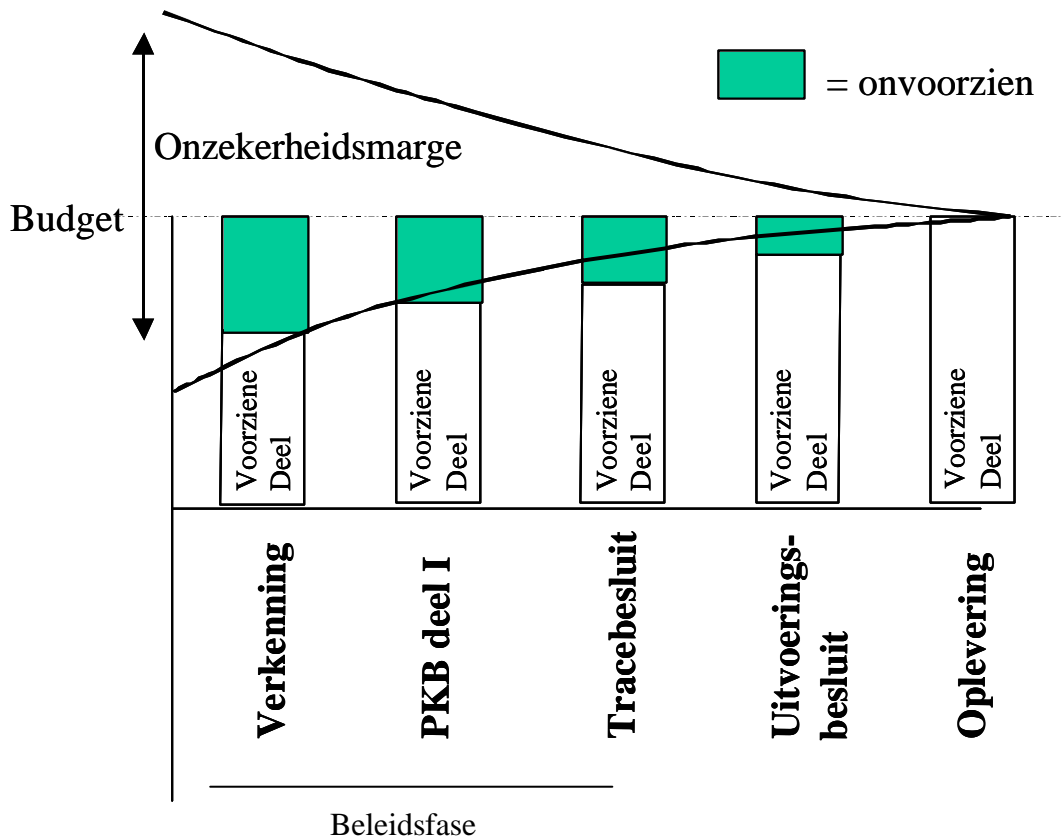 = onvoorzien
Onzekerheidsmarge
Budget
Voorziene
Deel
Voorziene
Deel
Voorziene
Deel
Voorziene
Deel
Voorziene
Deel
Verkenning
PKB deel I
Tracebesluit
Uitvoerings-
besluit
Oplevering
Beleidsfase